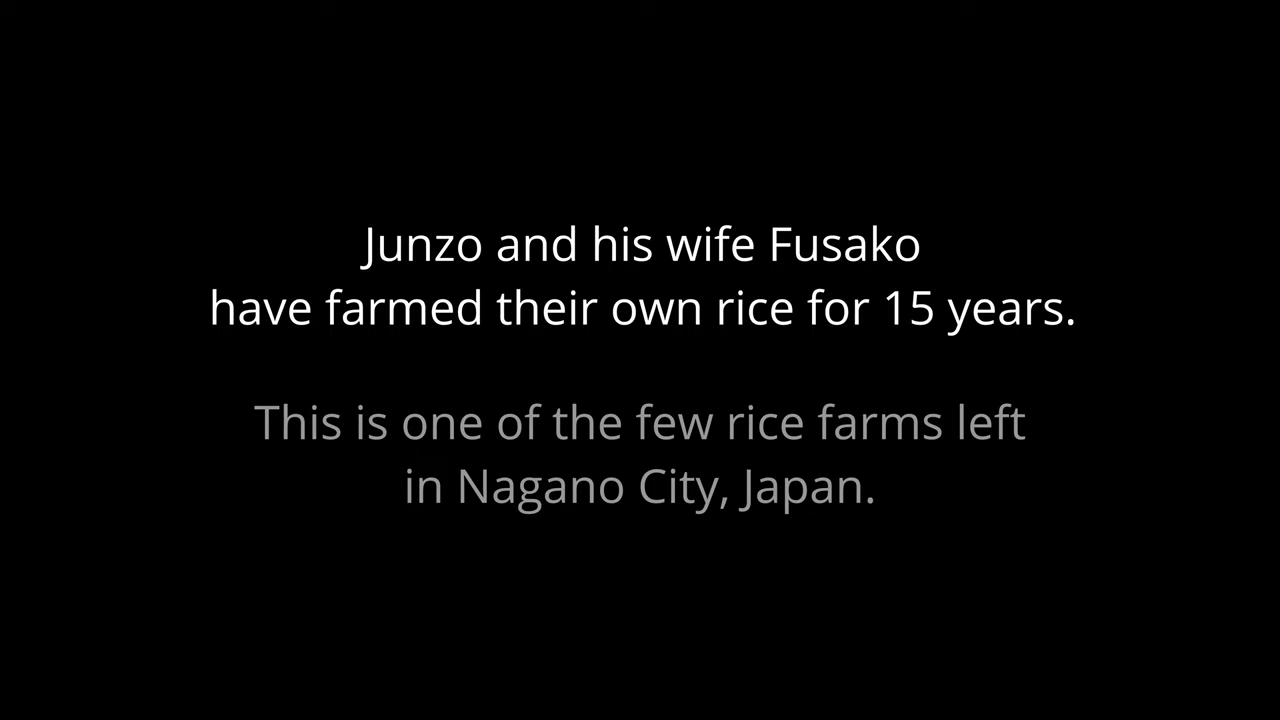 Junzo and his wife Fusako
have farmed their own rice for 15 years.
This is one of the few rice farms left
in Nagano City, Japan.